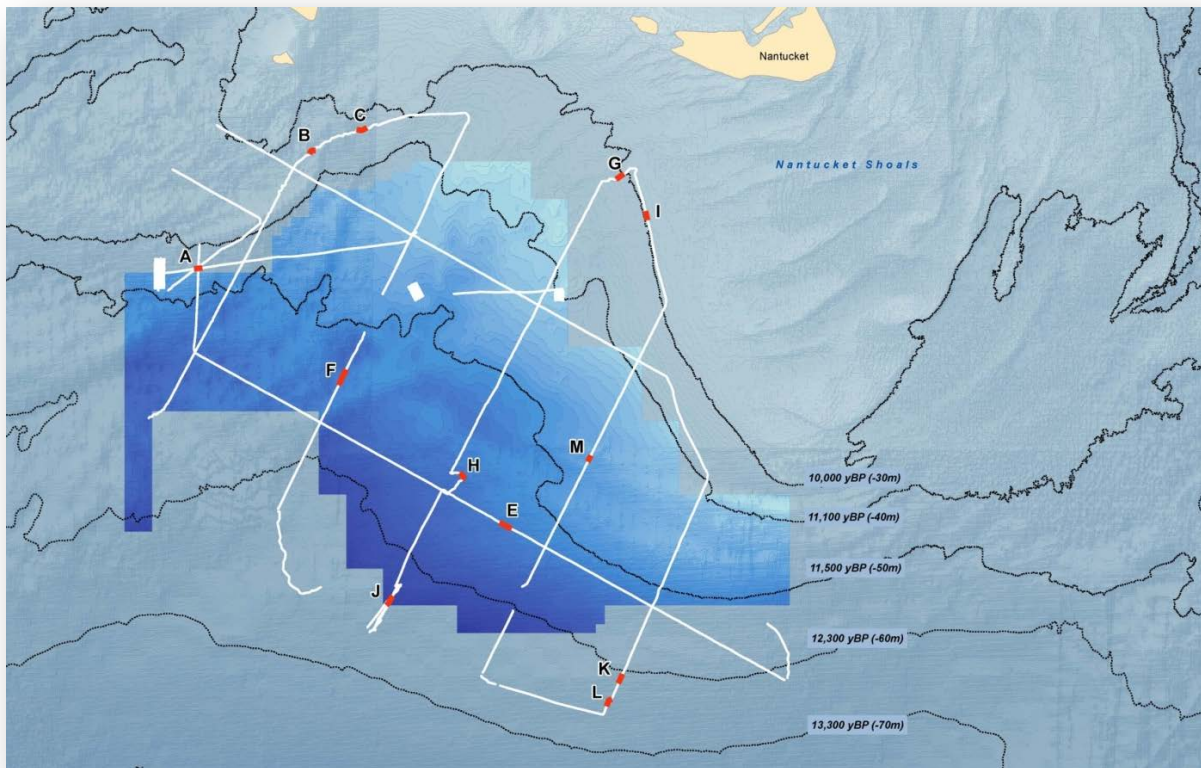 Nantucket
C
B
G
Nantucket Shoals
I
A
F
M
H
10,000 yBP (-30m)
E
11,100 yBP (-40m)
11,500 yBP (-50m)
J
12,300 yBP (-60m)
K
L
13,300 yBP (-70m)